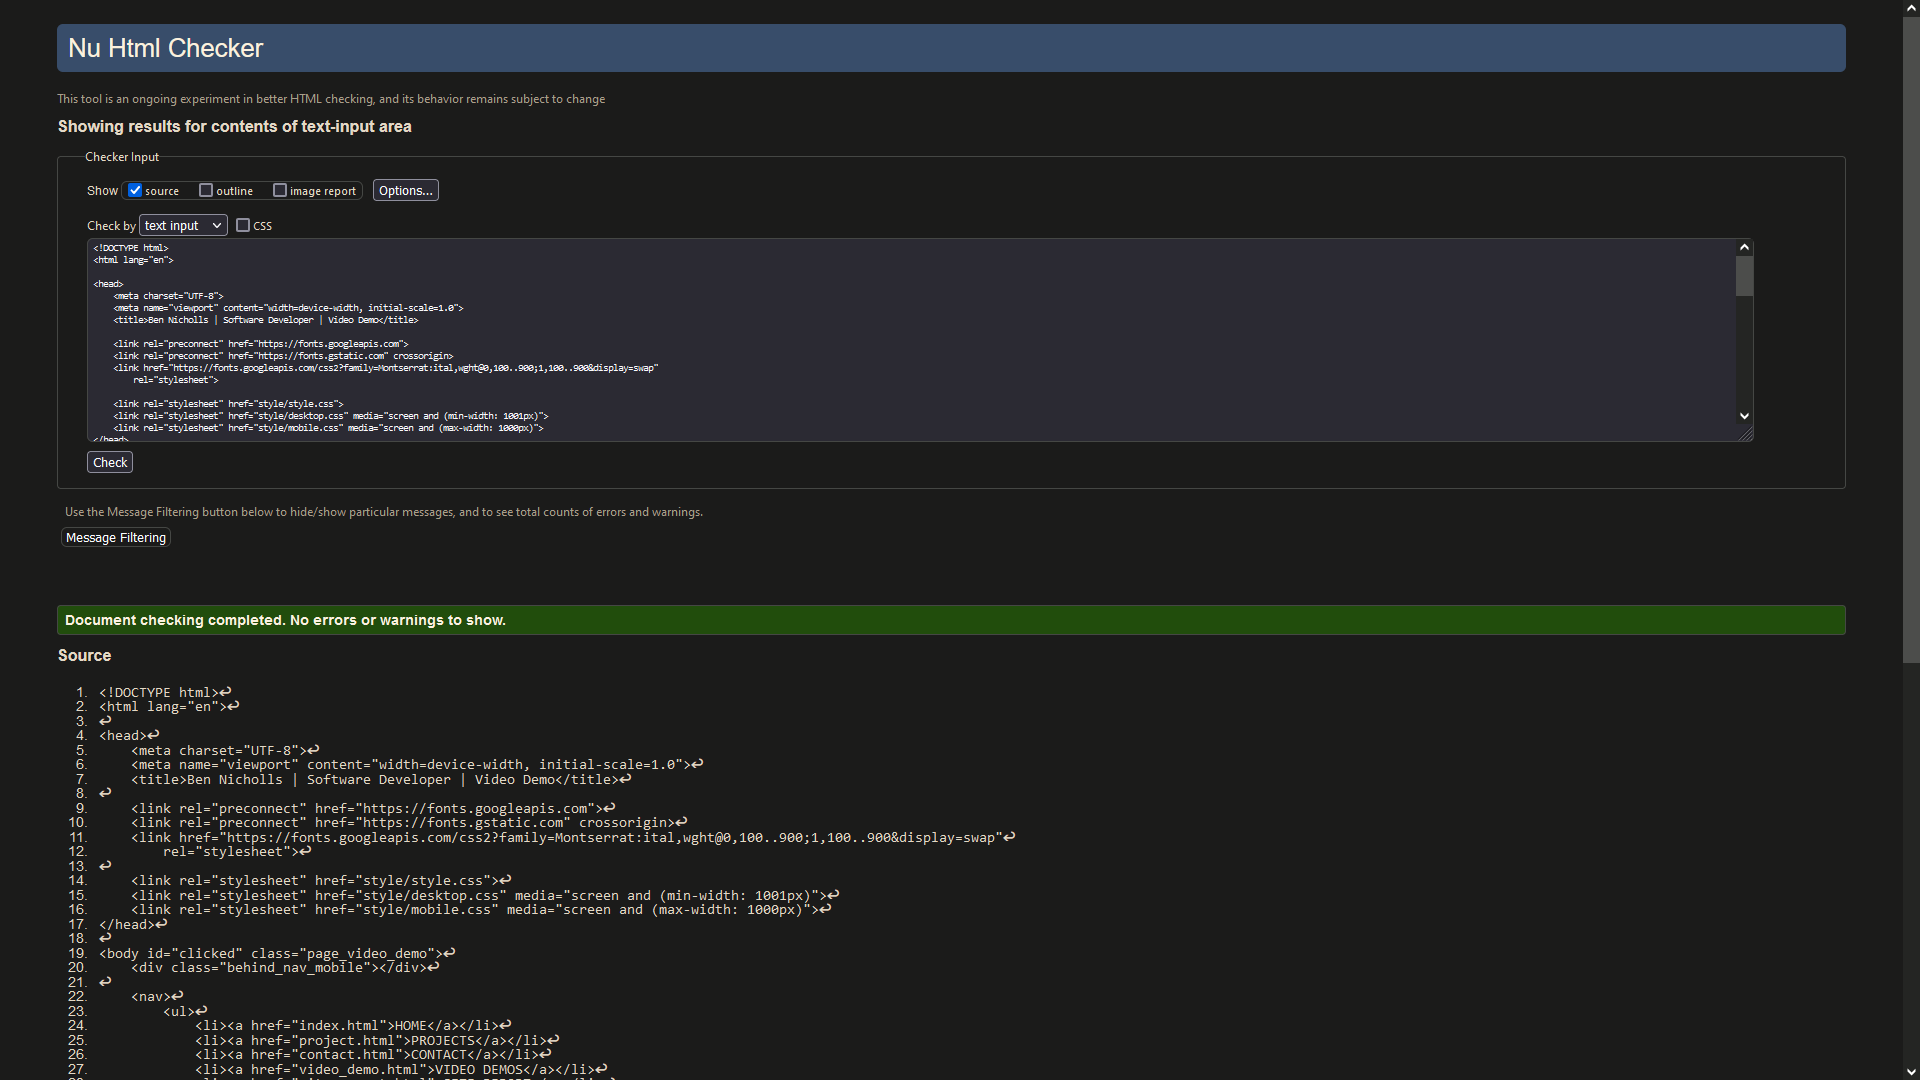 Nu Html Checker
This tool is an ongoing experiment in better HTML checking, and its behavior remains subject to change
Showing results for contents of text-input area
Checker Input
Show source outline image report Options...
Check by text input CSS
<!DOCTYPE html>
<html lang="en">
<head>
<meta charset="UTF-8">
<meta name="viewport" content="width=device-width, initial-scale=1.0">
<title>Ben Nicholls | Software Developer | Video Demo</title>
<link rel="preconnect" href="https://fonts.googleapis.com">
<link rel="preconnect" href="https://fonts.gstatic.com" crossorigin>
<link href="https://fonts.googleapis.com/css2?family=Montserrat:ital,wght@0,100..900;1,100..900&display=swap"
rel="stylesheet">
<link rel="stylesheet" href="style/style.css">
<link rel="stylesheet" href="style/desktop.css" media="screen and (min-width: 1001px)">
<link rel="stylesheet" href="style/mobile.css" media="screen and (max-width: 1000px)">
</head>
Check
Use the Message Filtering button below to hide/show particular messages, and to see total counts of errors and warnings.
Message Filtering
Document checking completed. No errors or warnings to show.
Source
1. <!DOCTYPE html>↩
2. <html lang="en">↩
3. ↩
4. <head>↩
5. <meta charset="UTF-8">↩
6. <meta name="viewport" content="width=device-width, initial-scale=1.0">↩
7. <title>Ben Nicholls | Software Developer | Video Demo</title>↩
8. ↩
9. <link rel="preconnect" href="https://fonts.googleapis.com">↩
10. <link rel="preconnect" href="https://fonts.gstatic.com" crossorigin>↩
11. <link href="https://fonts.googleapis.com/css2?family=Montserrat:ital,wght@0,100..900;1,100..900&display=swap"↩
12. rel="stylesheet">↩
13. ↩
14. <link rel="stylesheet" href="style/style.css">↩
15. <link rel="stylesheet" href="style/desktop.css" media="screen and (min-width: 1001px)">↩
16. <link rel="stylesheet" href="style/mobile.css" media="screen and (max-width: 1000px)">↩
17. </head>↩
18. ↩
19. <body id="clicked" class="page_video_demo">↩
20. <div class="behind_nav_mobile"></div>↩
21. ↩
22. <nav>↩
23. <ul>↩
24. <li><a href="index.html">HOME</a></li>↩
25. <li><a href="project.html">PROJECTS</a></li>↩
26. <li><a href="contact.html">CONTACT</a></li>↩
27. <li><a href="video_demo.html">VIDEO DEMOS</a></li>↩